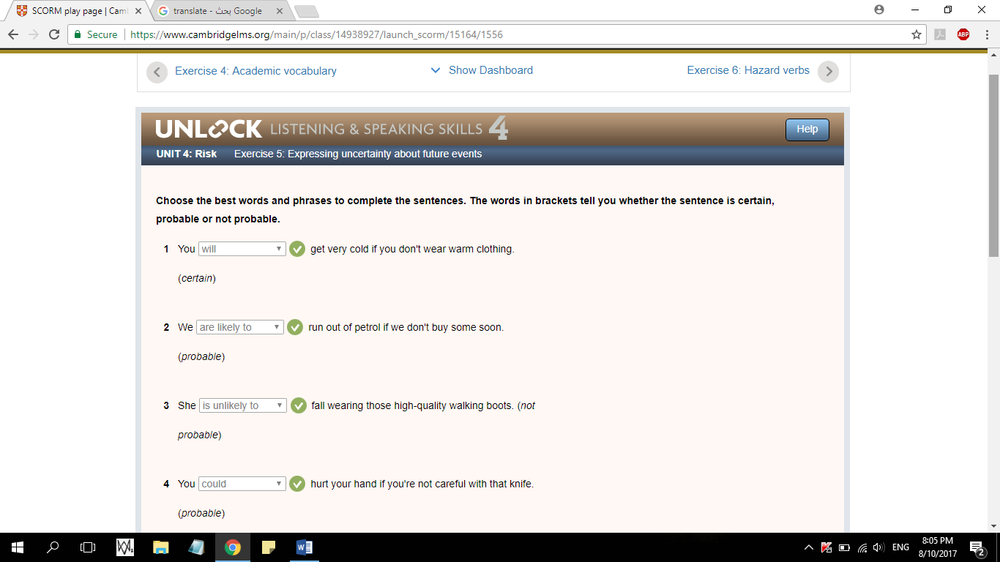 SCORM play page | Cam
translate - بحث Google
Secure https://www.cambridgelms.org/main/p/class/14938927/launch_scorm/15164/1556
ABP
Exercise 4: Academic vocabulary
Show Dashboard
Exercise 6: Hazard verbs
UNLOCK LISTENING & SPEAKING SKILLS 4
Help
UNIT 4: Risk Exercise 5: Expressing uncertainty about future events
Choose the best words and phrases to complete the sentences. The words in brackets tell you whether the sentence is certain,
probable or not probable.
1 You will get very cold if you don't wear warm clothing.
(certain)
2 We are likely to run out of petrol if we don't buy some soon.
(probable)
3 She is unlikely to fall wearing those high-quality walking boots. (not
probable)
4 You could hurt your hand if you're not careful with that knife.
(probable)
ENG
8:05 PM
8/10/2017
2